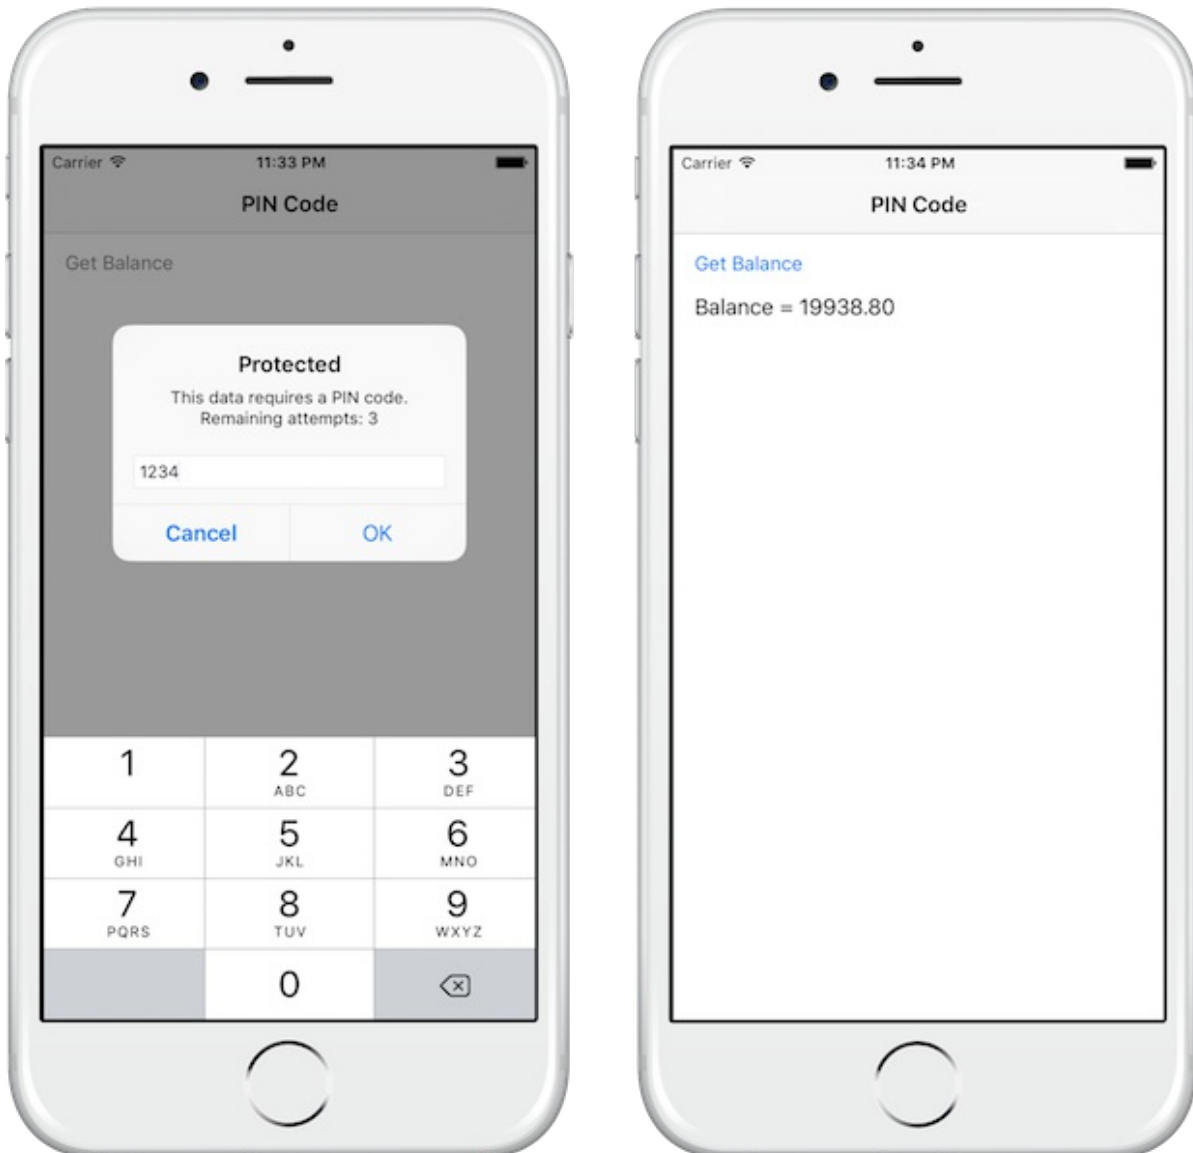 Carrier 11:33 PM
PIN Code
Get Balance
Protected
This data requires a PIN code.
Remaining attempts: 3
1234
Cancel OK
1 2 3
ABC DEF
4 5 6
GHI JKL MNO
7 8 9
PQRS TUV WXYZ
0
Carrier 11:34 PM
PIN Code
Get Balance
Balance = 19938.80